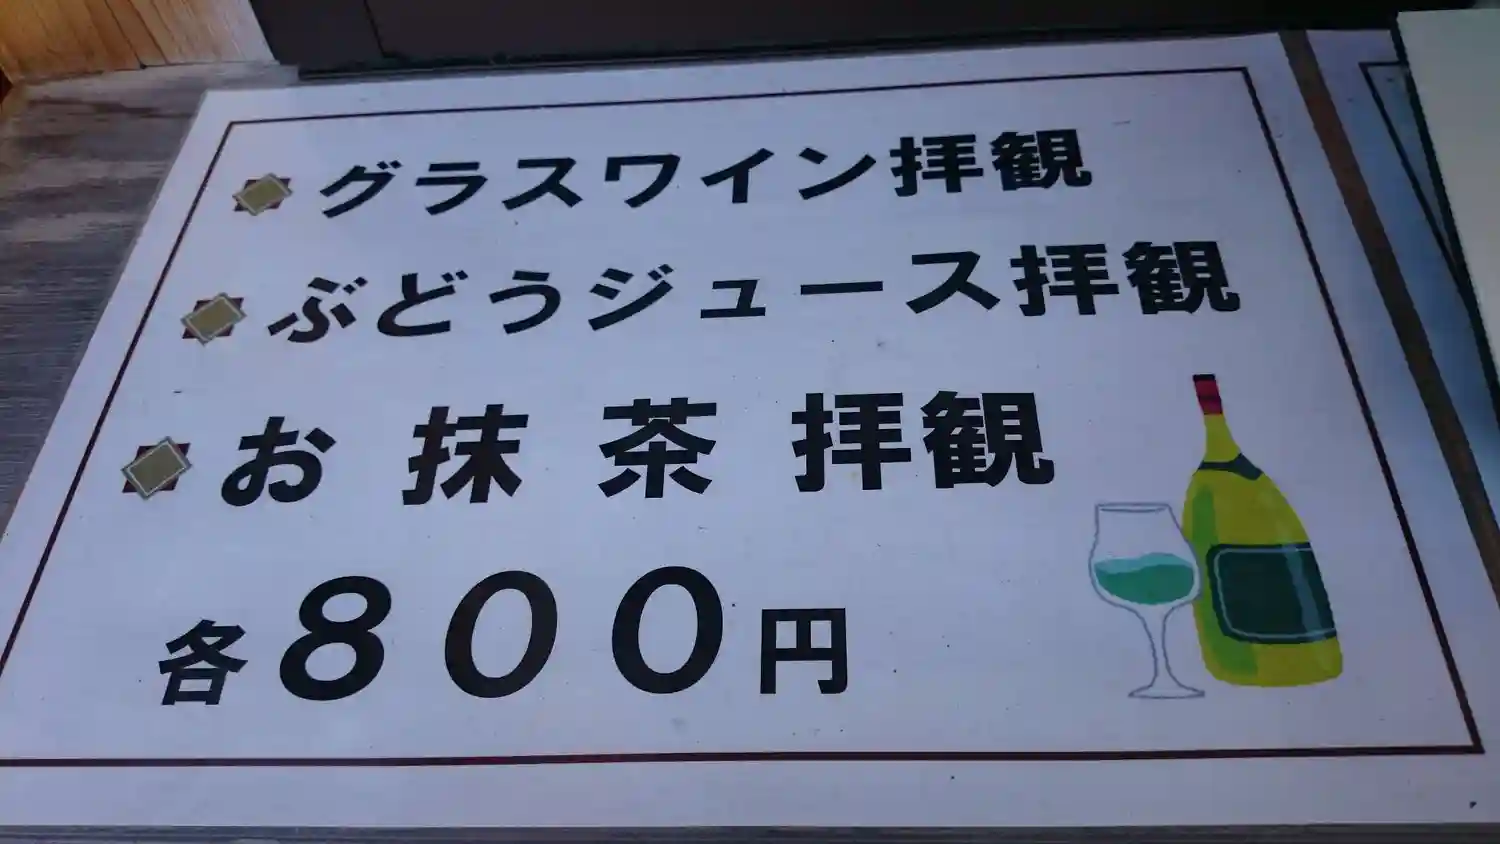 グラスワイン拝観
ぶどうジュース拝観
お抹茶拝観
各800円